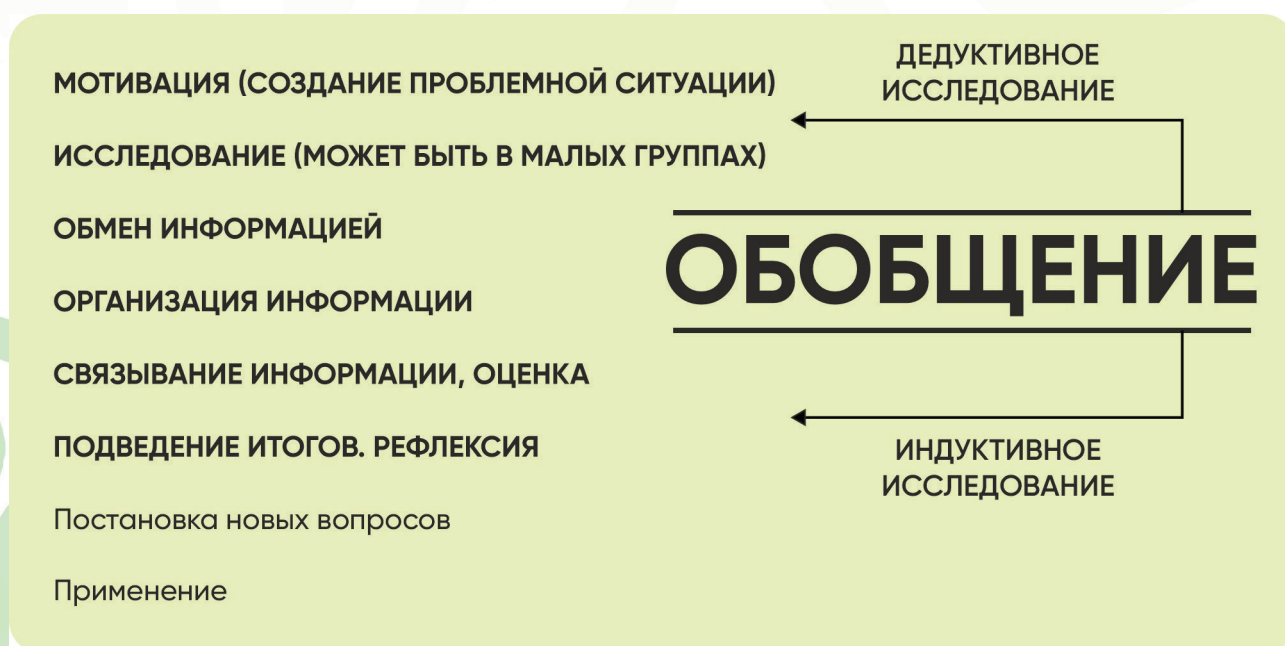 МОТИВАЦИЯ (СОЗДАНИЕ ПРОБЛЕМНОЙ СИТУАЦИИ)
ИССЛЕДОВАНИЕ (МОЖЕТ БЫТЬ В МАЛЫХ ГРУППАХ)
ОБМЕН ИНФОРМАЦИЕЙ
ОРГАНИЗАЦИЯ ИНФОРМАЦИИ
СВЯЗЫВАНИЕ ИНФОРМАЦИИ, ОЦЕНКА
ПОДВЕДЕНИЕ ИТОГОВ. РЕФЛЕКСИЯ
Постановка новых вопросов
Применение
ДЕДУКТИВНОЕ
ИССЛЕДОВАНИЕ
ОБОБЩЕНИЕ
ИНДУКТИВНОЕ
ИССЛЕДОВАНИЕ